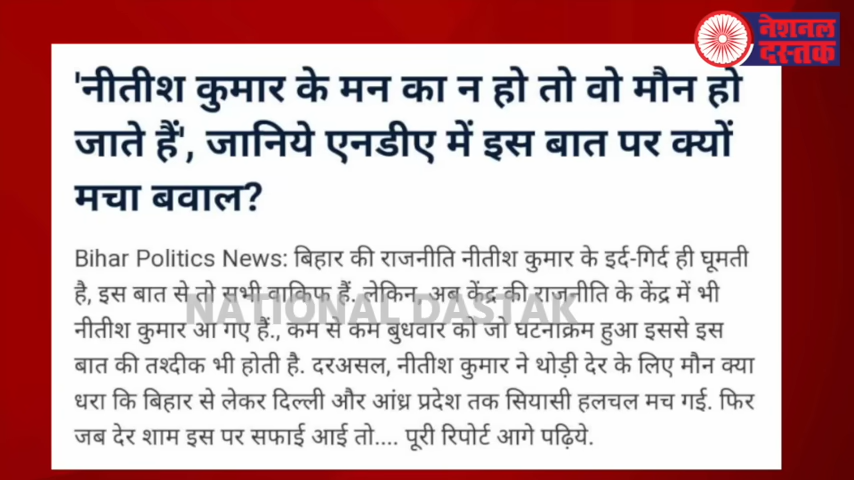 नेशनल
दस्तक
'नीतीश कुमार के मन का न हो तो वो मौन हो
जाते हैं', जानिये एनडीए में इस बात पर क्यों
मचा बवाल?
Bihar Politics News: बिहार की राजनीति नीतीश कुमार के इर्द-गिर्द ही घूमती
है, इस बात से तो सभी वाकिफ हैं. लेकिन, अब केंद्र की राजनीति के केंद्र में भी
NATIONAL DASTAK
नीतीश कुमार आ गए हैं., कम से कम बुधवार को जो घटनाक्रम हुआ इससे इस
बात की तश्दीक भी होती है. दरअसल, नीतीश कुमार ने थोड़ी देर के लिए मौन क्या
धरा कि बिहार से लेकर दिल्ली और आंध्र प्रदेश तक सियासी हलचल मच गई. फिर
जब देर शाम इस पर सफाई आई तो.... पूरी रिपोर्ट आगे पढ़िये.